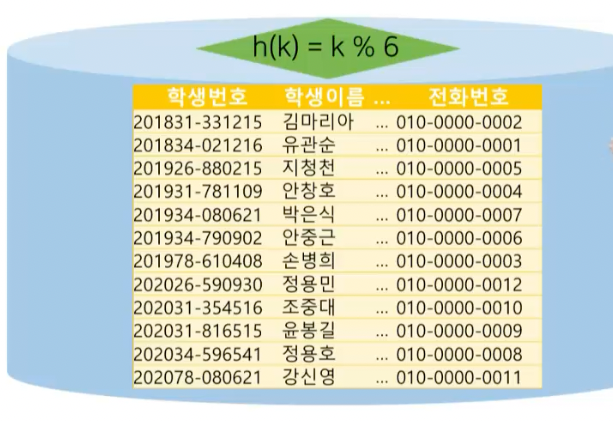 h(k) = k % 6
학생번호 학생이름 ... 전화번호
201831-331215 김마리아 ... 010-0000-0002
201834-021216 유관순 ... 010-0000-0001
201926-880215 지청천 ... 010-0000-0005
201931-781109 안창호 ... 010-0000-0004
201934-080621 박은식 ... 010-0000-0007
201934-790902 안중근 ... 010-0000-0006
201978-610408 손병희 ... 010-0000-0003
202026-590930 정용민 ... 010-0000-0012
202031-354516 조중대 ... 010-0000-0010
202031-816515 윤봉길 ... 010-0000-0009
202034-596541 정용호 ... 010-0000-0008
202078-080621 강신영 ... 010-0000-0011